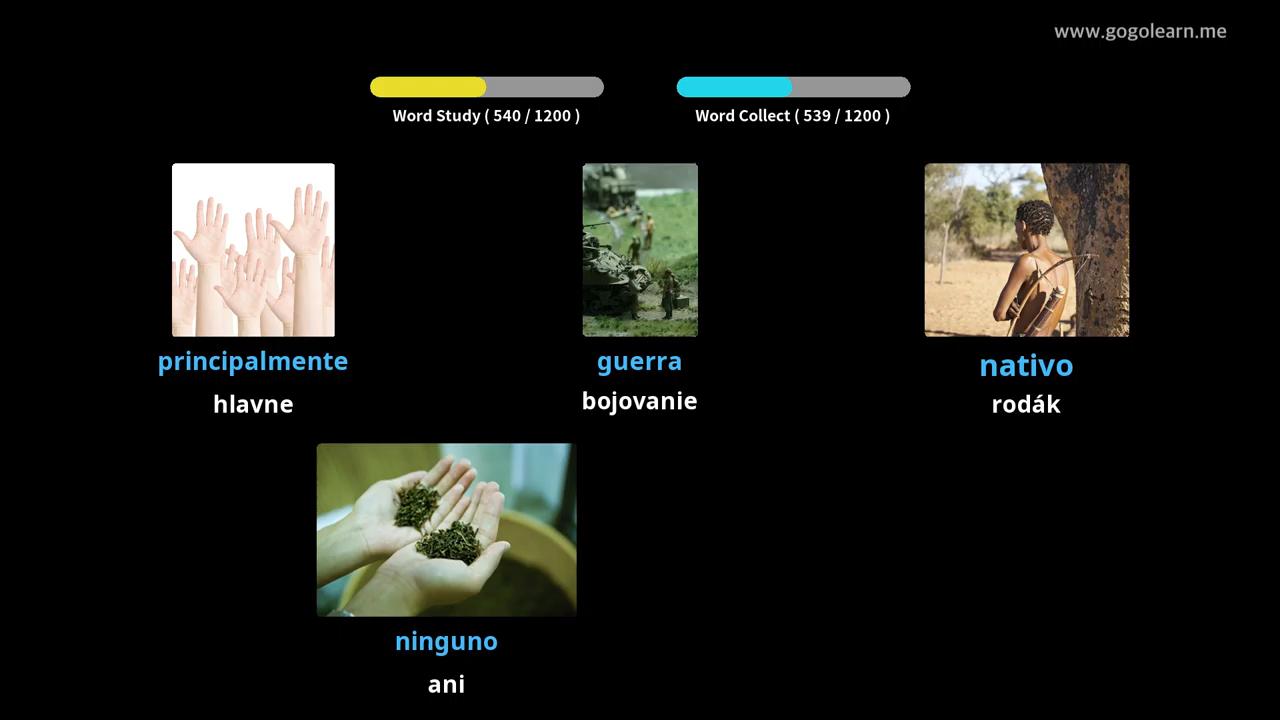 www.gogolearn.me
Word Study ( 540 / 1200 )
Word Collect ( 539 / 1200 )
principalmente
hlavne
guerra
bojovanie
nativo
rodák
ninguno
ani